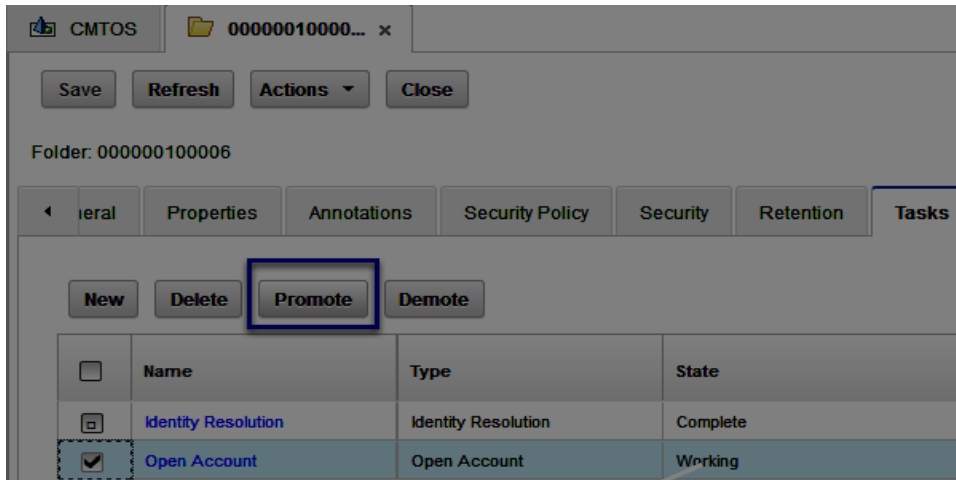 CMTOS 00000010000... ×
Save Refresh Actions Close
Folder: 000000100006
neral Properties Annotations Security Policy Security Retention Tasks
New Delete Promote Demote
Name Type State
Identity Resolution Identity Resolution Complete
Open Account Open Account Working